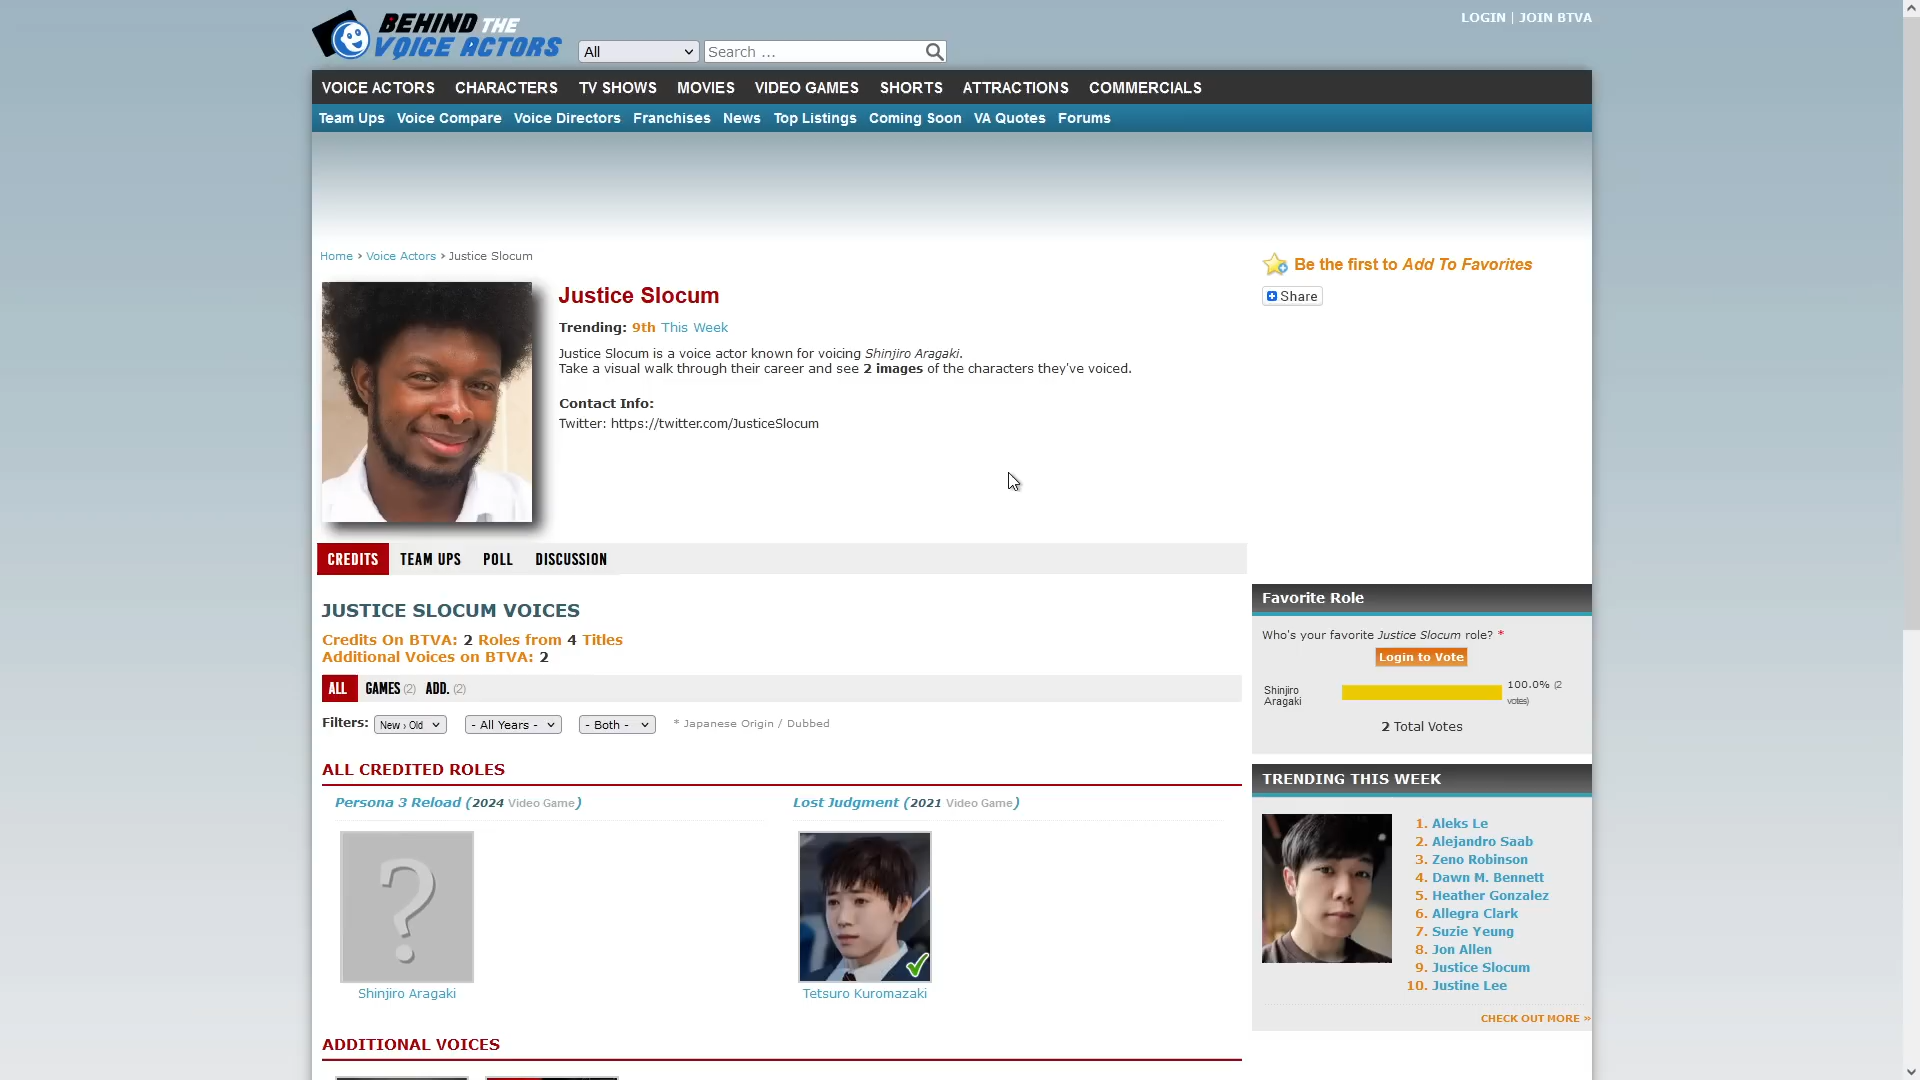 BEHIND THE
VOICE ACTORS
All
Search ...
LOGIN | JOIN BTVA
VOICE ACTORS CHARACTERS TV SHOWS MOVIES VIDEO GAMES SHORTS ATTRACTIONS COMMERCIALS
Team Ups Voice Compare Voice Directors Franchises News Top Listings Coming Soon VA Quotes Forums
Home › Voice Actors › Justice Slocum
Be the first to Add To Favorites
Share
Justice Slocum
Trending: 9th This Week
Justice Slocum is a voice actor known for voicing Shinjiro Aragaki.
Take a visual walk through their career and see 2 images of the characters they've voiced.
Contact Info:
Twitter: https://twitter.com/JusticeSlocum
CREDITS TEAM UPS POLL DISCUSSION
JUSTICE SLOCUM VOICES
Credits On BTVA: 2 Roles from 4 Titles
Additional Voices on BTVA: 2
ALL GAMES (2) ADD. (2)
Filters: New › Old - All Years - - Both - * Japanese Origin / Dubbed
ALL CREDITED ROLES
Persona 3 Reload (2024 Video Game)
Lost Judgment (2021 Video Game)
?
Shinjiro Aragaki
Tetsuro Kuromazaki
ADDITIONAL VOICES
Favorite Role
Who's your favorite Justice Slocum role? *
Login to Vote
Shinjiro
Aragaki
100.0% (2
votes)
2 Total Votes
TRENDING THIS WEEK
1. Aleks Le
2. Alejandro Saab
3. Zeno Robinson
4. Dawn M. Bennett
5. Heather Gonzalez
6. Allegra Clark
7. Suzie Yeung
8. Jon Allen
9. Justice Slocum
10. Justine Lee
CHECK OUT MORE »